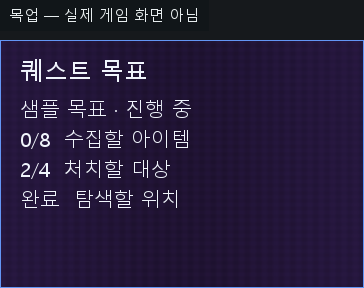 목업 — 실제 게임 화면 아님
퀘스트 목표
샘플 목표 · 진행 중
0/8 수집할 아이템
2/4 처치할 대상
완료 탐색할 위치